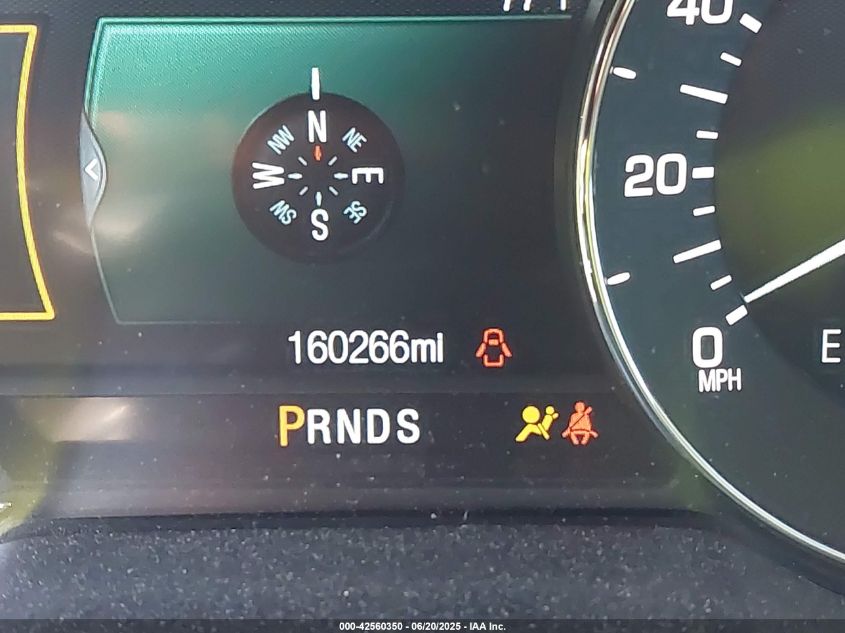 40
N
NW NE
W E
SW SE
S
20
160266mi
0
MPH
E
PRNDS
000-42560350 - 06/20/2025 - IAA Inc.